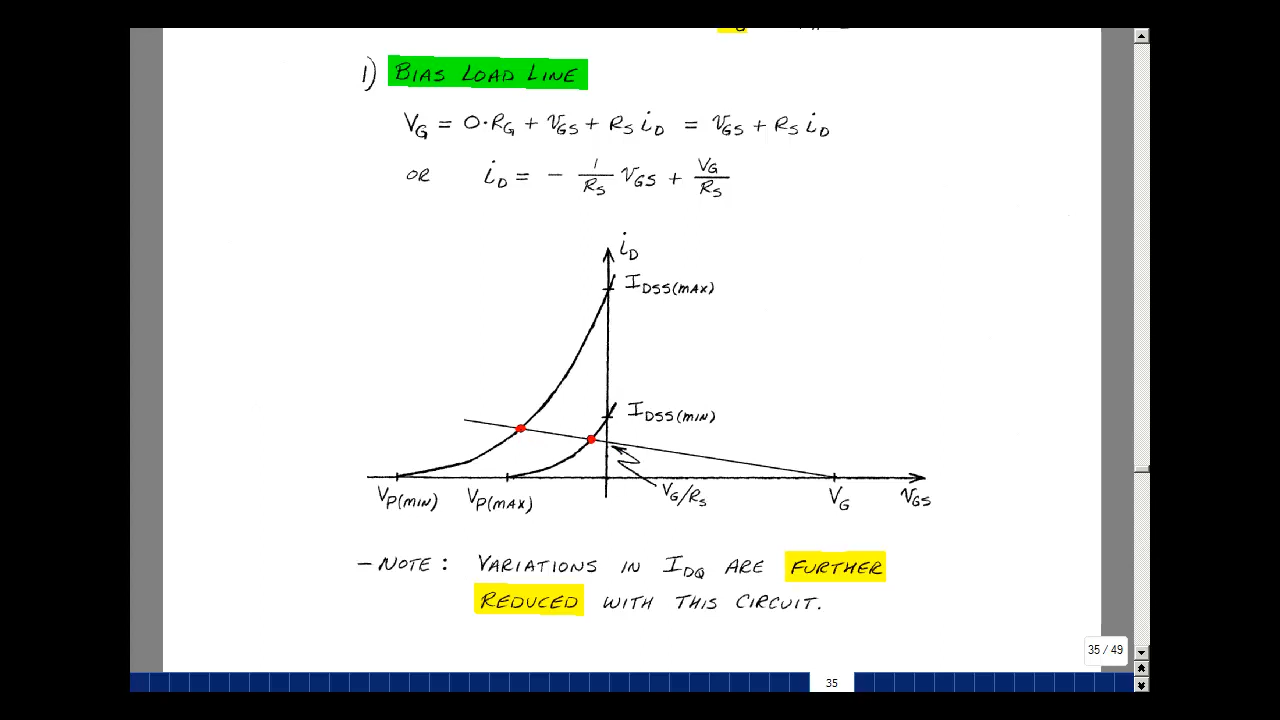 1) BIAS LOAD LINE
V_G = 0·R_G + v_GS + R_S i_D = v_GS + R_S i_D
OR i_D = - 1/R_S v_GS + V_G/R_S
i_D
I_DSS(MAX)
I_DSS(MIN)
V_P(MIN) V_P(MAX) V_G/R_S V_G v_GS
- NOTE: VARIATIONS IN I_DQ ARE FURTHER
REDUCED WITH THIS CIRCUIT.
35 / 49
35